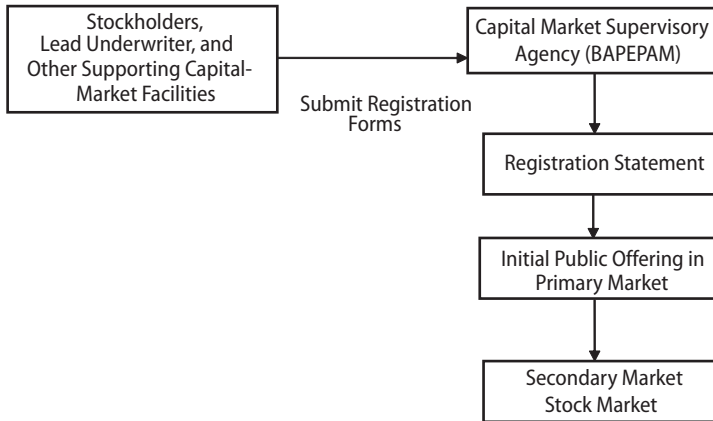 Stockholders,
Lead Underwriter, and
Other Supporting Capital-
Market Facilities
Submit Registration
Forms
Capital Market Supervisory
Agency (BAPEPAM)
Registration Statement
Initial Public Offering in
Primary Market
Secondary Market
Stock Market